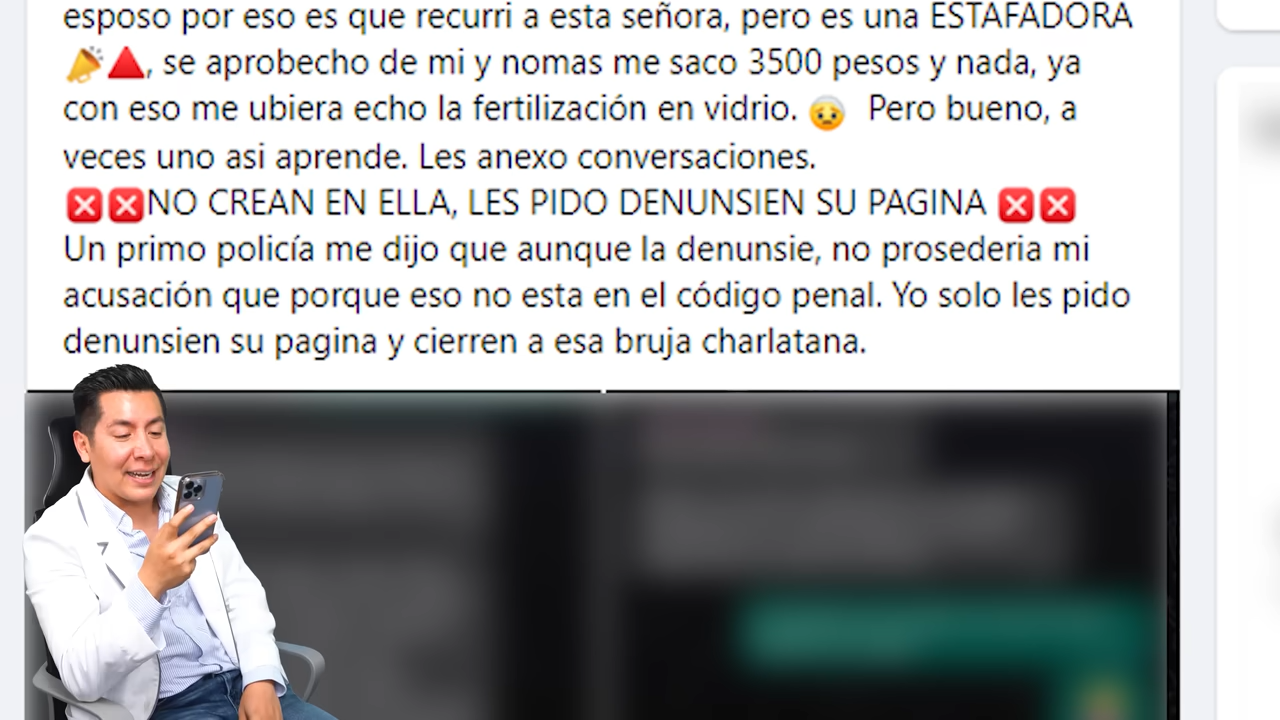 esposo por eso es que recurri a esta señora, pero es una ESTAFADORA
📣🔺, se aprobecho de mi y nomas me saco 3500 pesos y nada, ya
con eso me ubiera echo la fertilización en vidrio. 🤕 Pero bueno, a
veces uno asi aprende. Les anexo conversaciones.
❌❌NO CREAN EN ELLA, LES PIDO DENUNSIEN SU PAGINA ❌❌
Un primo policía me dijo que aunque la denunsie, no prosederia mi
acusación que porque eso no esta en el código penal. Yo solo les pido
denunsien su pagina y cierren a esa bruja charlatana.